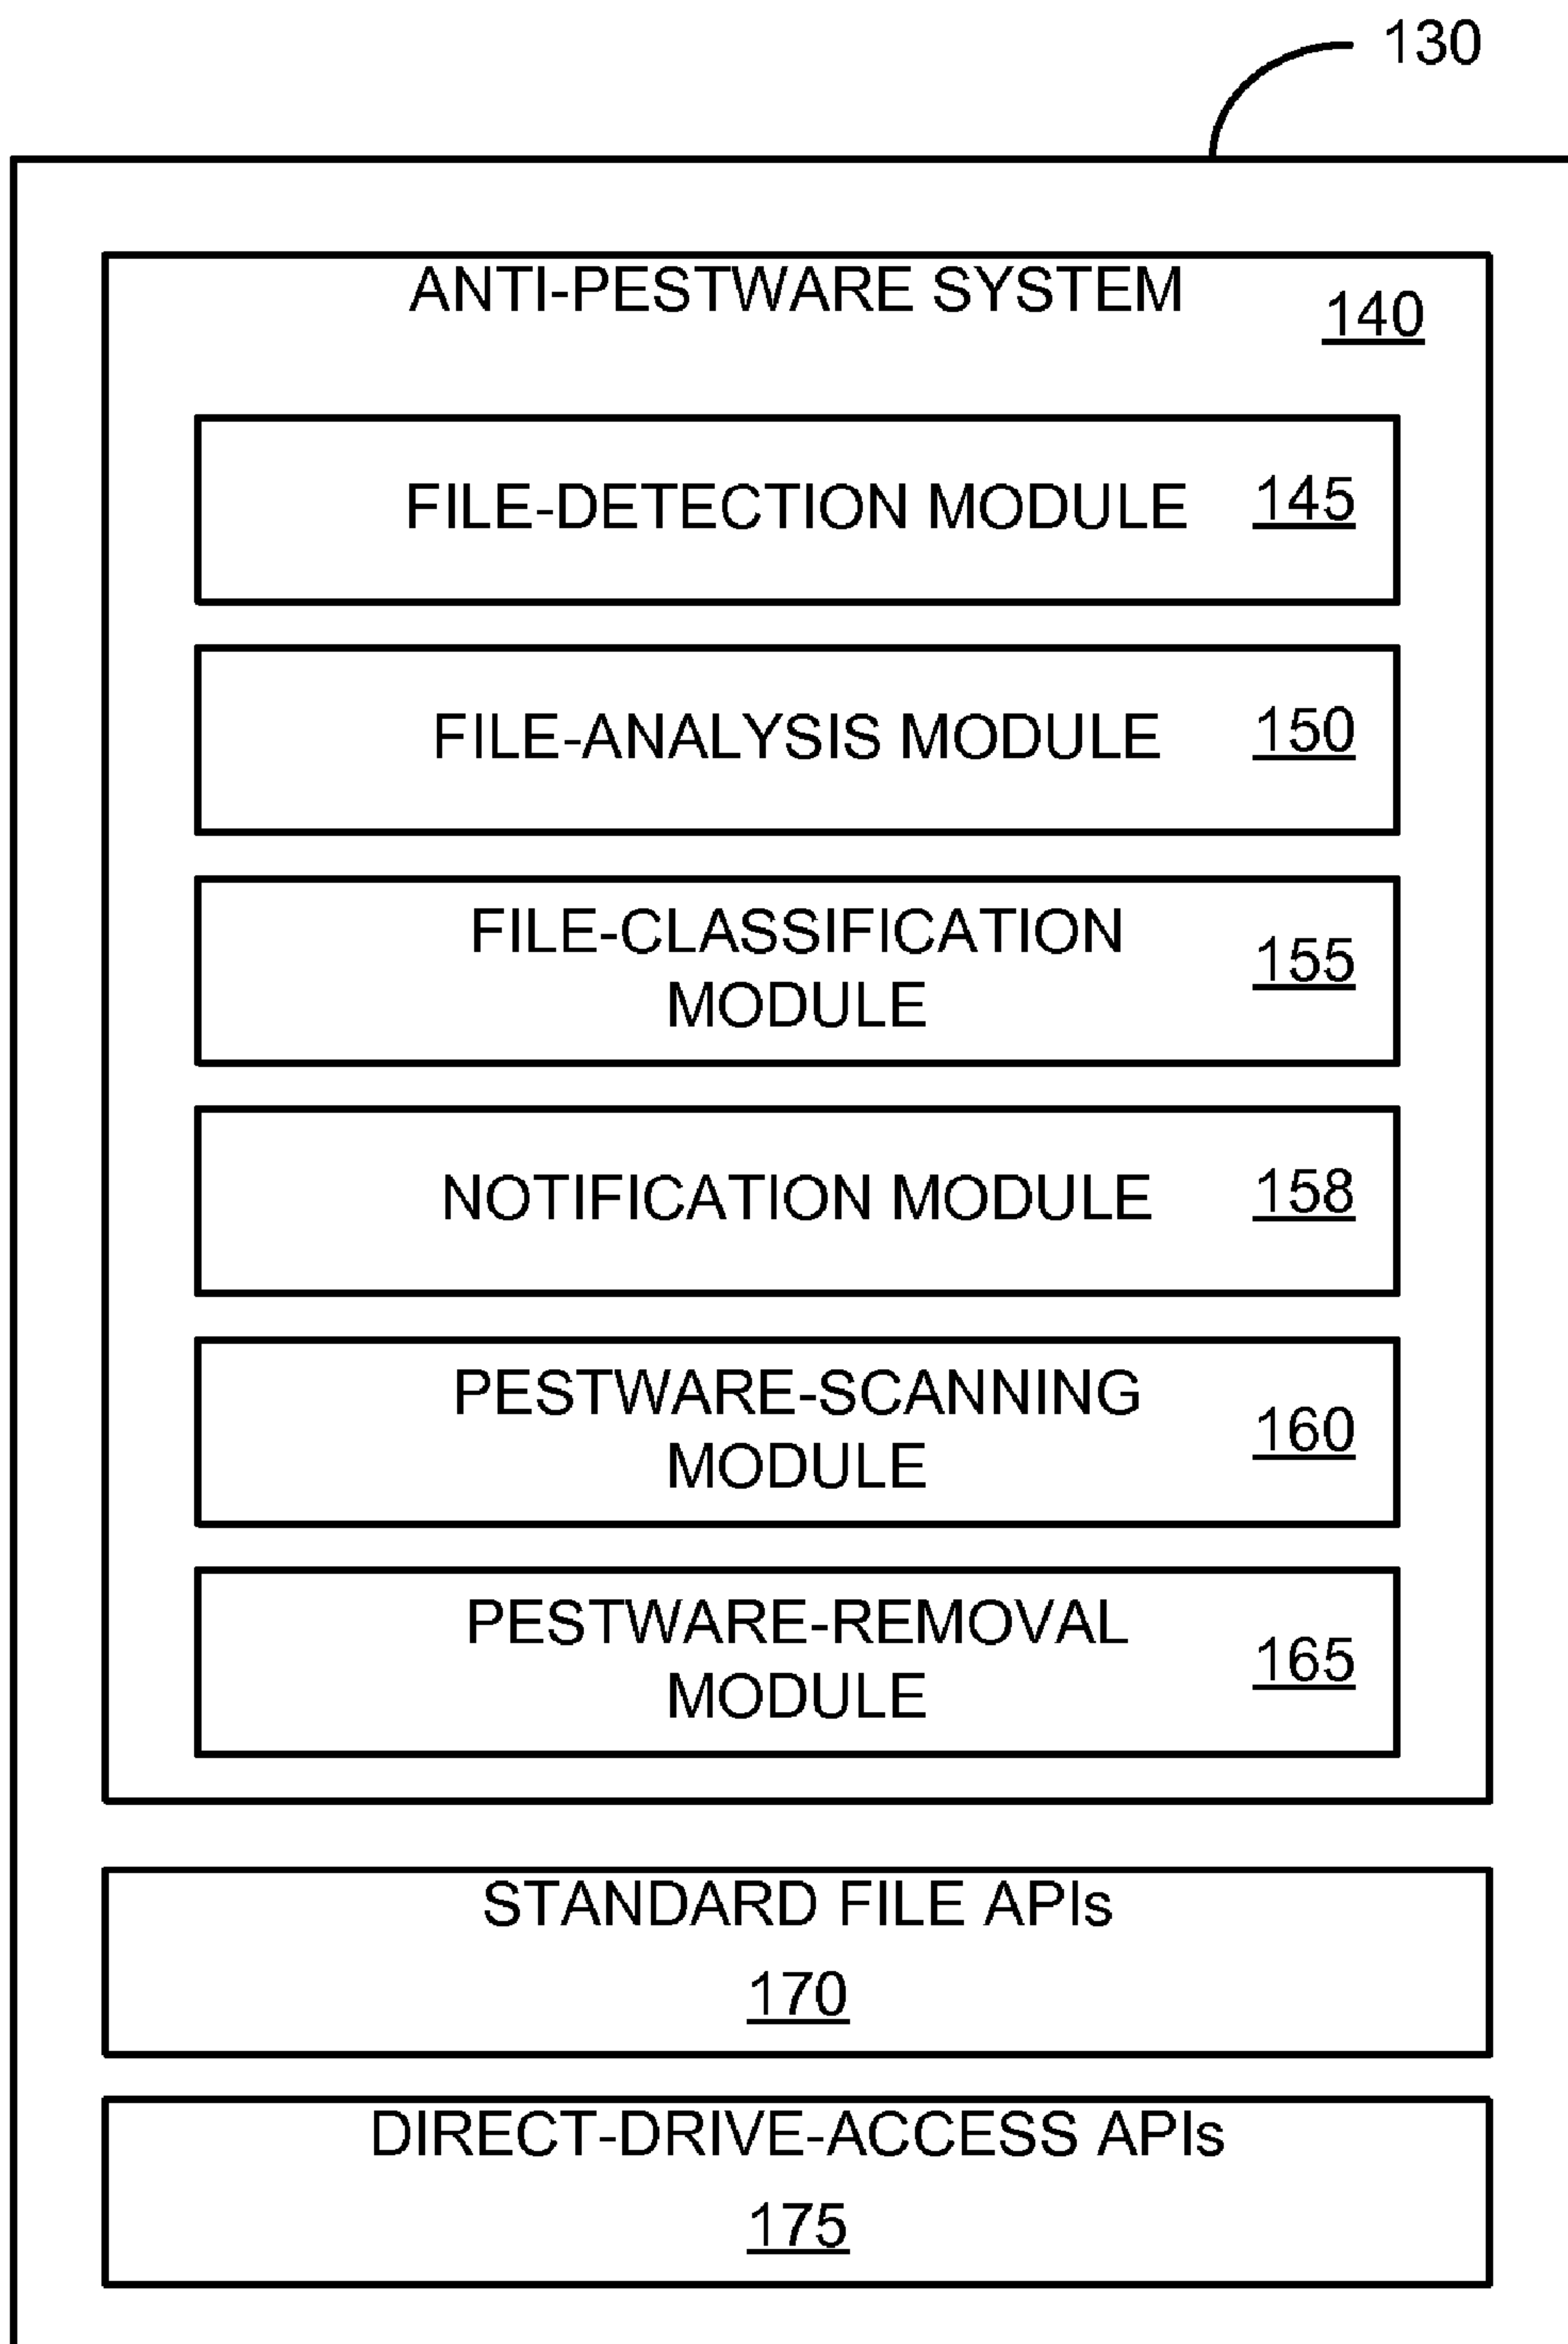 130
ANTI-PESTWARE SYSTEM
140
FILE-DETECTION MODULE
145
FILE-ANALYSIS MODULE
150
FILE-CLASSIFICATION
MODULE
155
NOTIFICATION MODULE
158
PESTWARE-SCANNING
MODULE
160
PESTWARE-REMOVAL
MODULE
165
STANDARD FILE APIs
170
DIRECT-DRIVE-ACCESS APIs
175